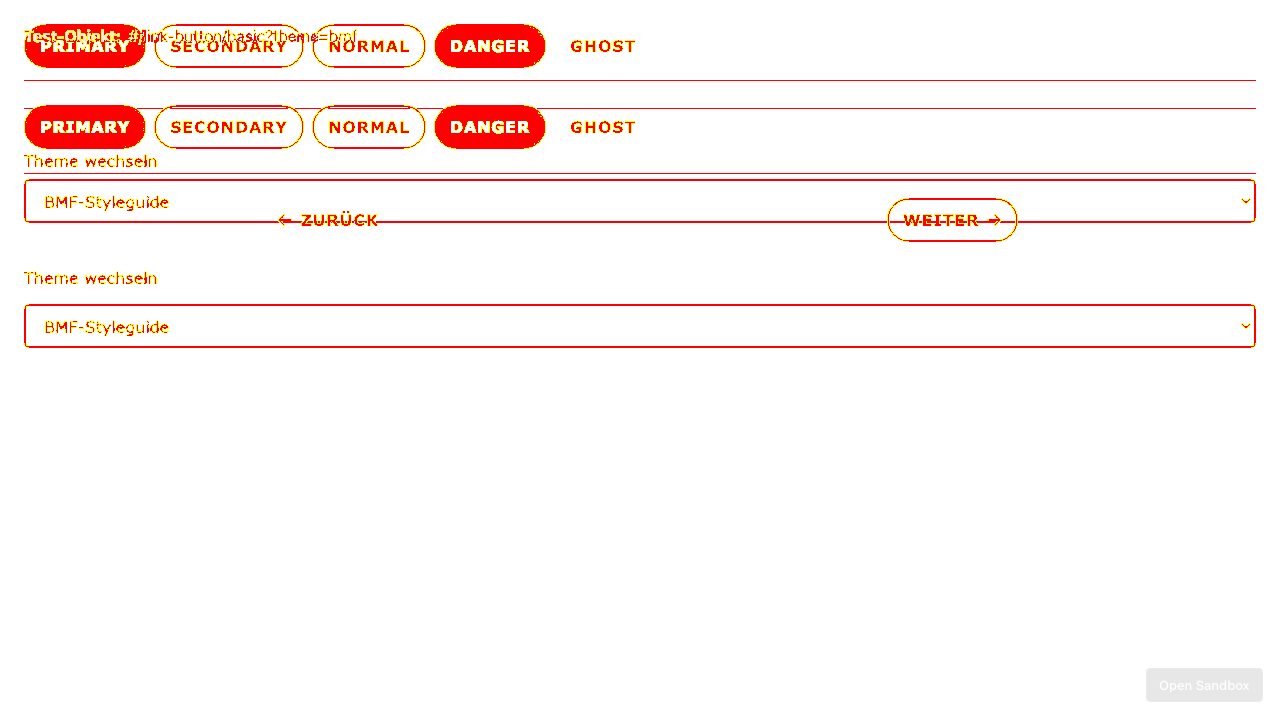 Test-Objekt: #/link-button/basic?theme=bmf
PRIMARY SECONDARY NORMAL DANGER GHOST
PRIMARY SECONDARY NORMAL DANGER GHOST
Theme wechseln
BMF-Styleguide
← ZURÜCK WEITER →
Theme wechseln
BMF-Styleguide
Open Sandbox